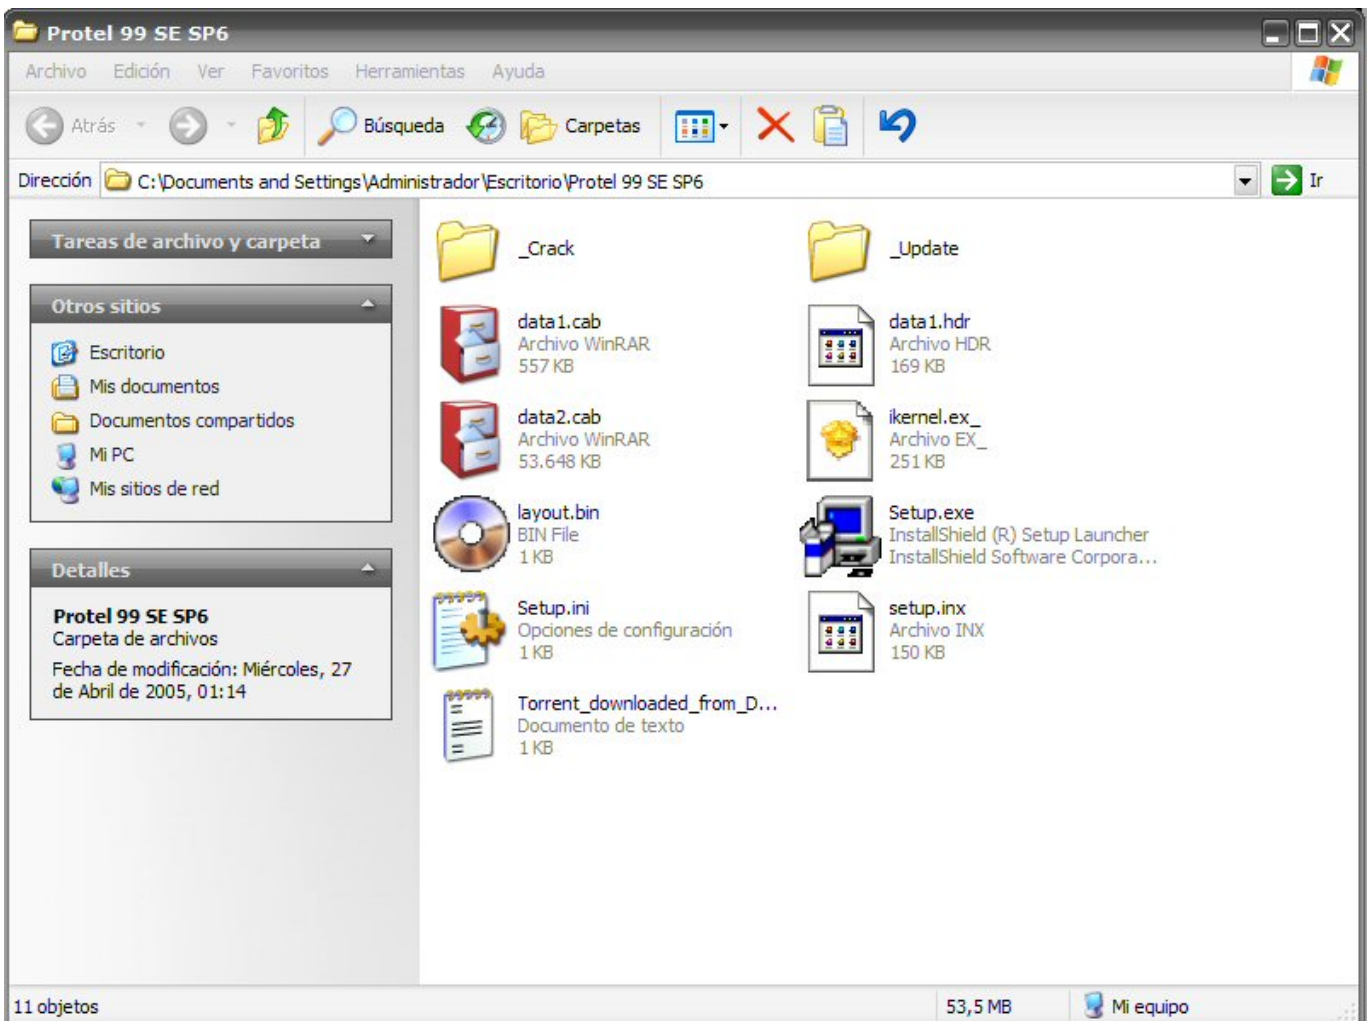 Protel 99 SE SP6
Archivo Edición Ver Favoritos Herramientas Ayuda
Atrás Búsqueda Carpetas
Dirección C:\Documents and Settings\Administrador\Escritorio\Protel 99 SE SP6 Ir
Tareas de archivo y carpeta
Otros sitios
Escritorio
Mis documentos
Documentos compartidos
Mi PC
Mis sitios de red
Detalles
Protel 99 SE SP6
Carpeta de archivos
Fecha de modificación: Miércoles, 27
de Abril de 2005, 01:14
_Crack
_Update
data1.cab
Archivo WinRAR
557 KB
data1.hdr
Archivo HDR
169 KB
data2.cab
Archivo WinRAR
53.648 KB
ikernel.ex_
Archivo EX_
251 KB
layout.bin
BIN File
1 KB
Setup.exe
InstallShield (R) Setup Launcher
InstallShield Software Corpora...
Setup.ini
Opciones de configuración
1 KB
setup.inx
Archivo INX
150 KB
Torrent_downloaded_from_D...
Documento de texto
1 KB
11 objetos 53,5 MB Mi equipo